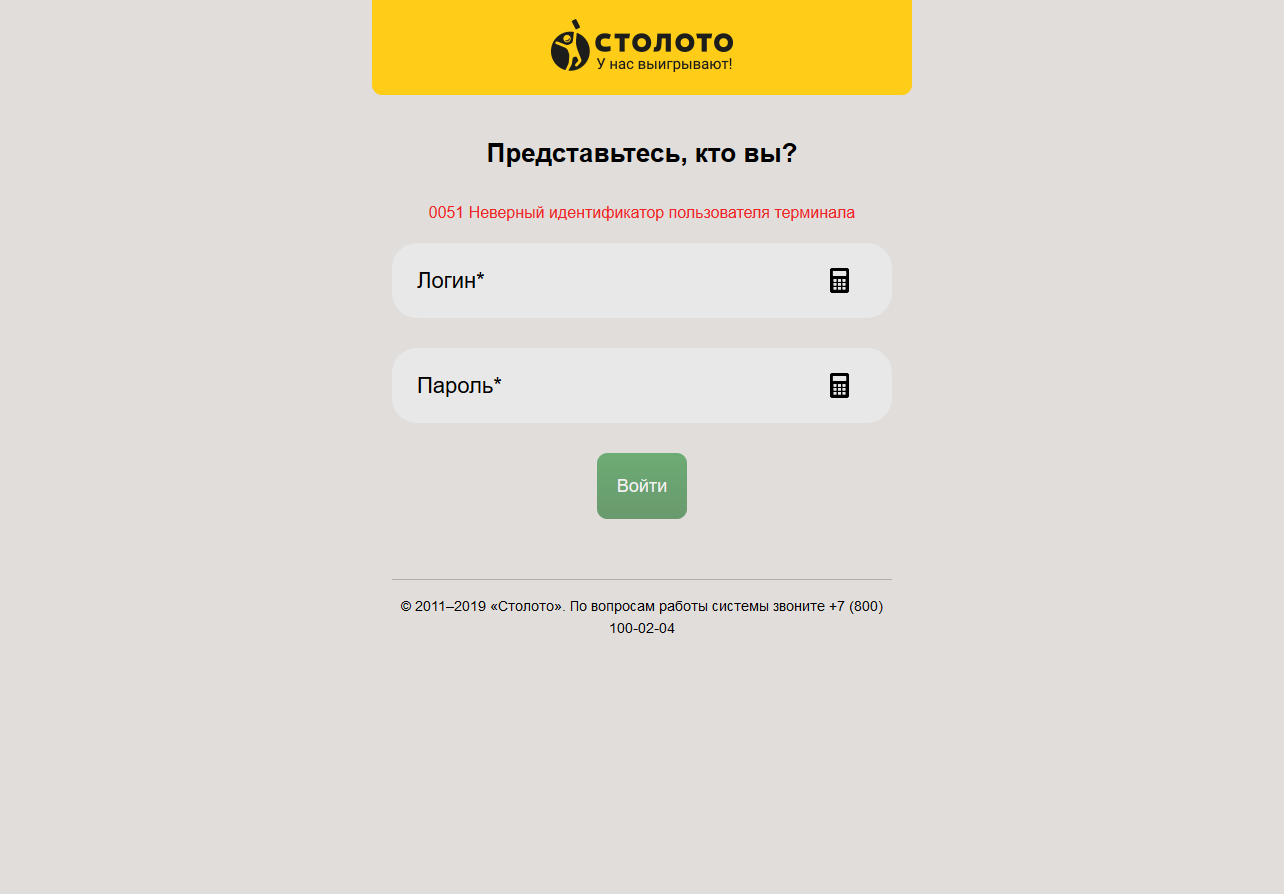 СТОЛОТО
У нас выигрывают!
Представьтесь, кто вы?
0051 Неверный идентификатор пользователя терминала
Логин*
Пароль*
Войти
© 2011–2019 «Столото». По вопросам работы системы звоните +7 (800)
100-02-04